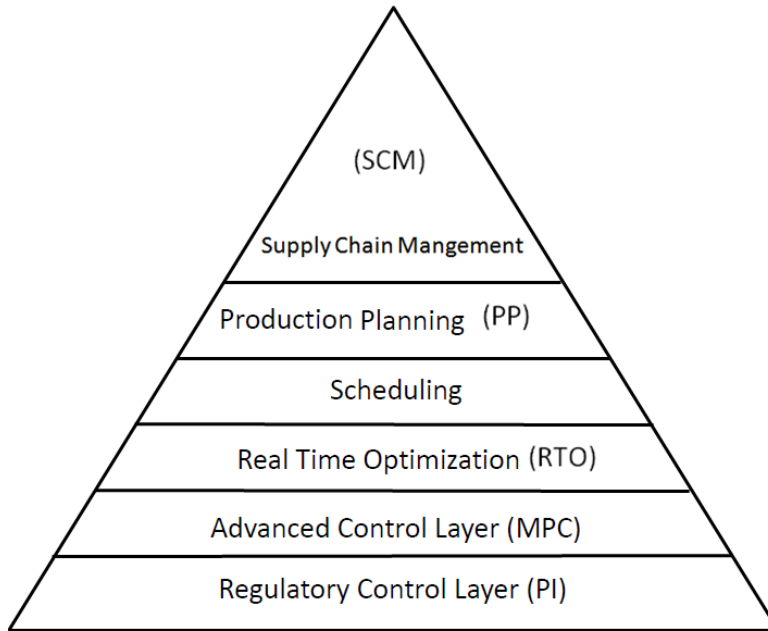 (SCM)
Supply Chain Mangement
Production Planning (PP)
Scheduling
Real Time Optimization (RTO)
Advanced Control Layer (MPC)
Regulatory Control Layer (PI)